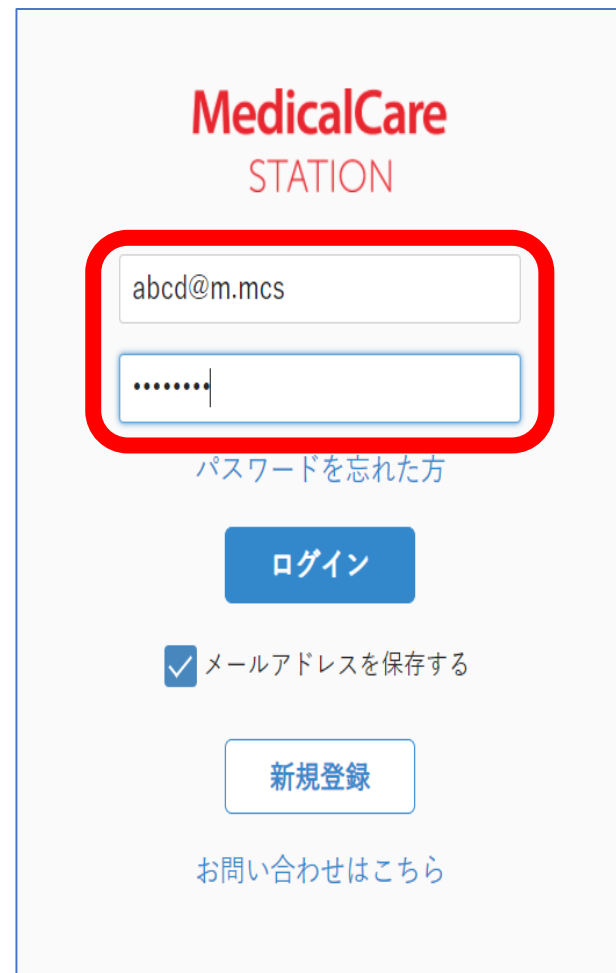 MedicalCare
STATION
abcd@m.mcs
••••••••
パスワードを忘れた方
ログイン
メールアドレスを保存する
新規登録
お問い合わせはこちら